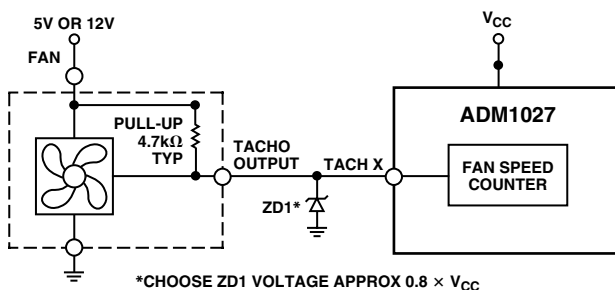 5V OR 12V
FAN
PULL-UP
4.7kΩ
TYP
TACHO
OUTPUT
TACH X
ZD1*
V_CC
ADM1027
FAN SPEED
COUNTER
*CHOOSE ZD1 VOLTAGE APPROX 0.8 × V_CC